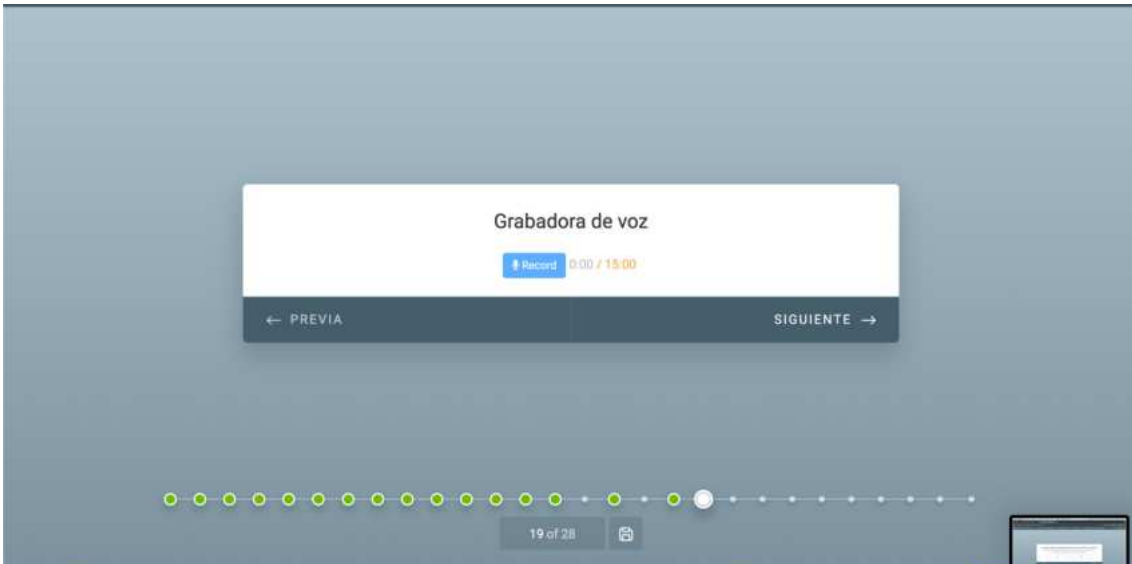 Grabadora de voz
Record 0:00 / 15:00
← PREVIA
SIGUIENTE →
19 of 28